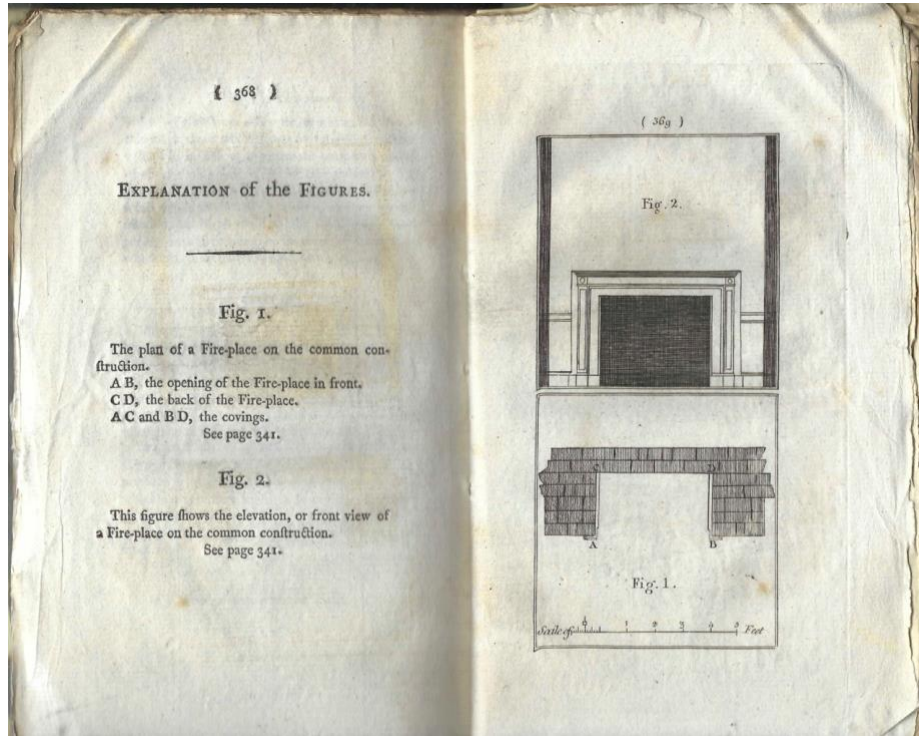 ( 368 )
EXPLANATION of the FIGURES.
Fig. 1.
The plan of a Fire-place on the common con-
ſtruction.
A B, the opening of the Fire-place in front.
C D, the back of the Fire-place.
A C and B D, the covings.
See page 341.
Fig. 2.
This figure ſhows the elevation, or front view of
a Fire-place on the common conſtruction.
See page 341.
( 369 )
Fig. 2.
C D
A B
Fig. 1.
Scale of 0 1 2 3 4 5 Feet